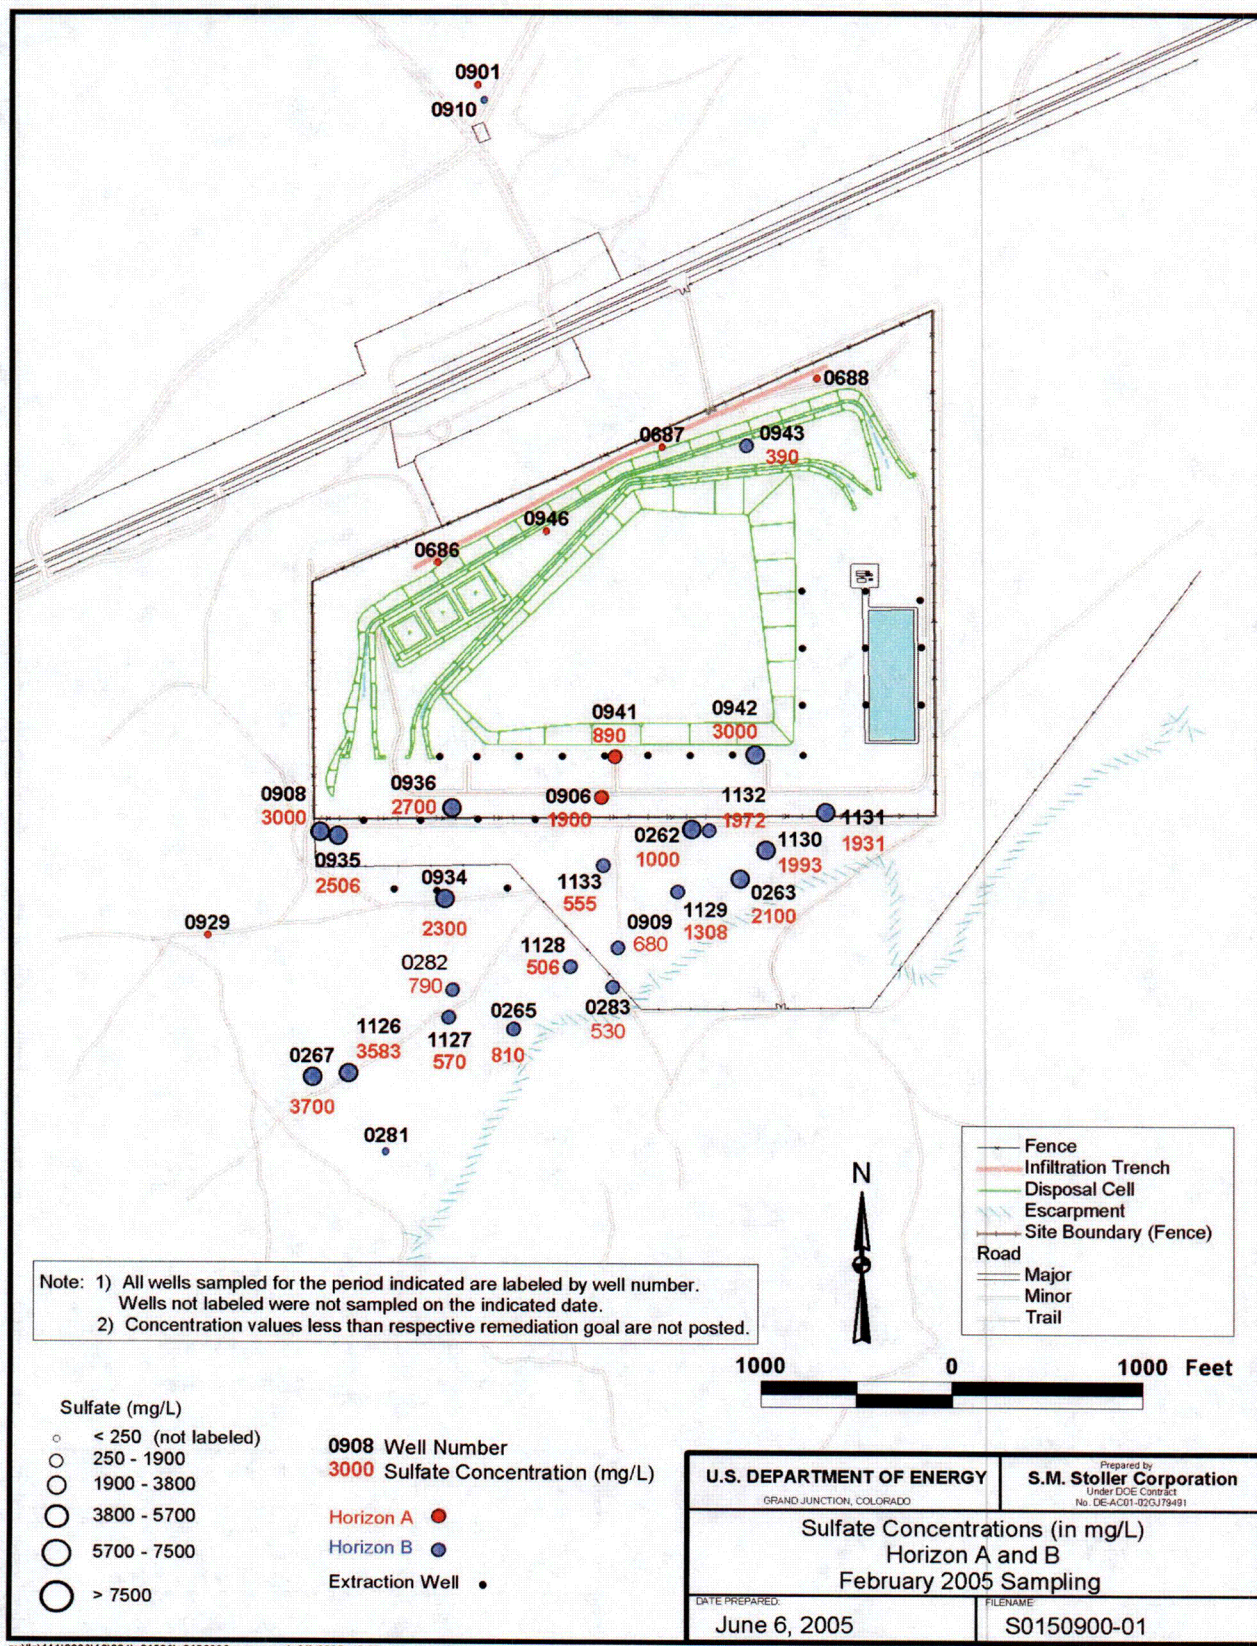 0901
0910
0688
0687
0943
390
0946
0686
0941
890
0942
3000
0908
3000
0936
2700
0906
1900
1132
1972
1131
1931
0935
2506
0262
1000
1130
1993
1133
555
0934
2300
0263
2100
0929
0909
680
1129
1308
1128
506
0282
790
0283
530
1126
3583
1127
570
0265
810
0267
3700
0281
N
Fence
Infiltration Trench
Disposal Cell
Escarpment
Site Boundary (Fence)
Road
Major
Minor
Trail
Note: 1) All wells sampled for the period indicated are labeled by well number.
Wells not labeled were not sampled on the indicated date.
2) Concentration values less than respective remediation goal are not posted.
1000 0 1000 Feet
Sulfate (mg/L)
< 250 (not labeled)
250 - 1900
1900 - 3800
3800 - 5700
5700 - 7500
> 7500
0908 Well Number
3000 Sulfate Concentration (mg/L)
Horizon A
Horizon B
Extraction Well
U.S. DEPARTMENT OF ENERGY
GRAND JUNCTION, COLORADO
Prepared by
S.M. Stoller Corporation
Under DOE Contract
No. DE-AC01-02GJ79491
Sulfate Concentrations (in mg/L)
Horizon A and B
February 2005 Sampling
DATE PREPARED:
June 6, 2005
FILENAME:
S0150900-01